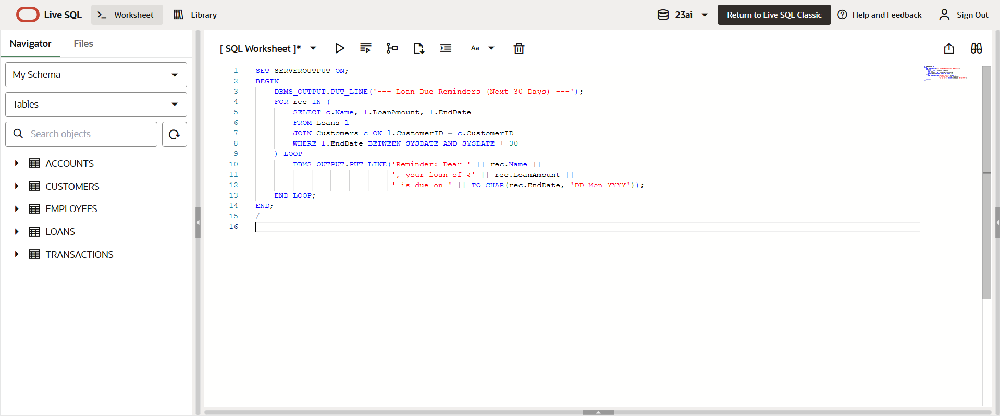 Live SQL
Worksheet
Library
23ai
Return to Live SQL Classic
Help and Feedback
Sign Out
Navigator
Files
My Schema
Tables
Search objects
ACCOUNTS
CUSTOMERS
EMPLOYEES
LOANS
TRANSACTIONS
[ SQL Worksheet ]*
Aa
1 SET SERVEROUTPUT ON;
2 BEGIN
3 DBMS_OUTPUT.PUT_LINE('--- Loan Due Reminders (Next 30 Days) ---');
4 FOR rec IN (
5 SELECT c.Name, l.LoanAmount, l.EndDate
6 FROM Loans l
7 JOIN Customers c ON l.CustomerID = c.CustomerID
8 WHERE l.EndDate BETWEEN SYSDATE AND SYSDATE + 30
9 ) LOOP
10 DBMS_OUTPUT.PUT_LINE('Reminder: Dear ' || rec.Name ||
11 ', your loan of ₹' || rec.LoanAmount ||
12 ' is due on ' || TO_CHAR(rec.EndDate, 'DD-Mon-YYYY'));
13 END LOOP;
14 END;
15 /
16